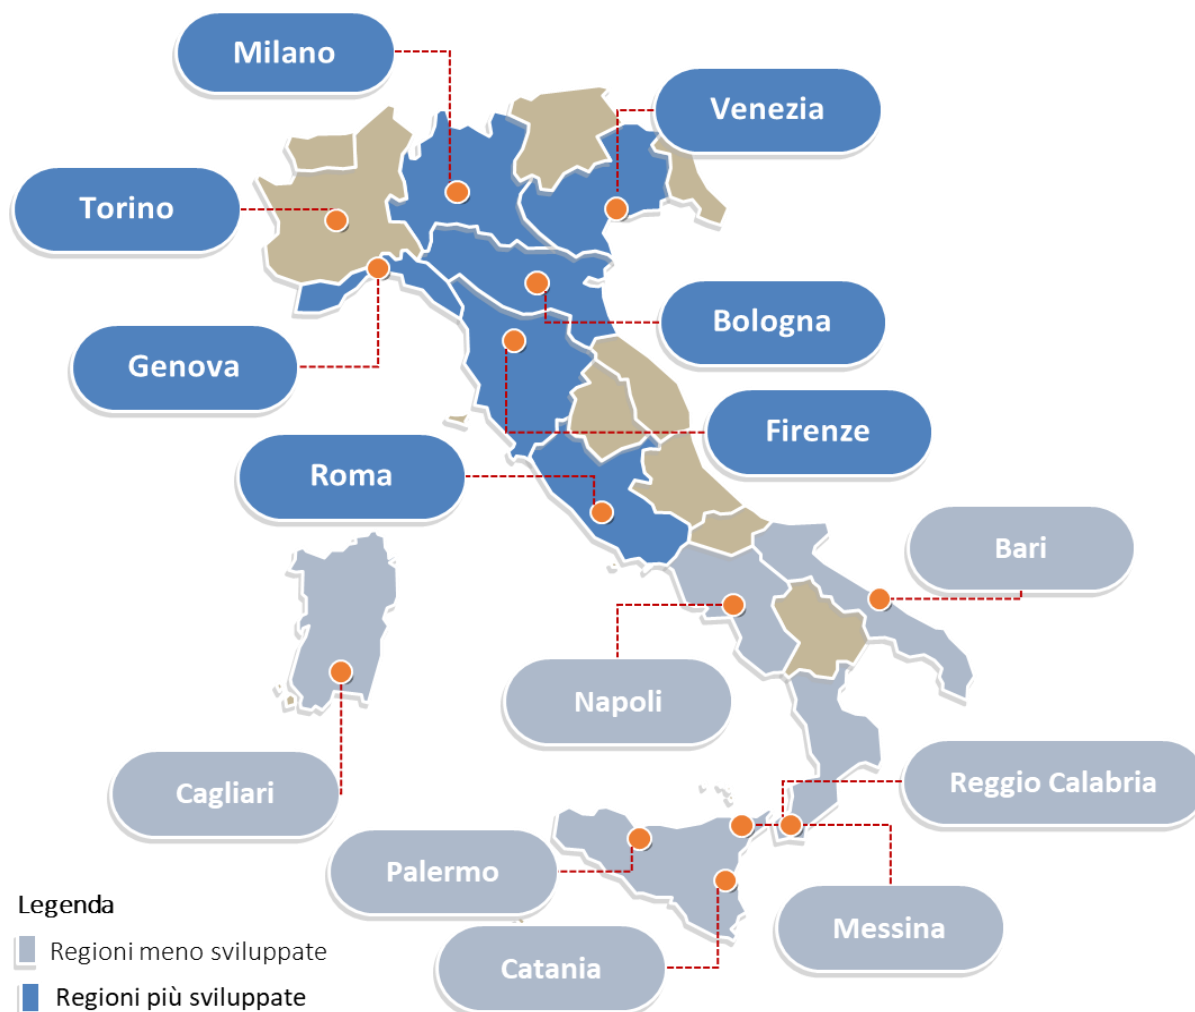 Milano
Venezia
Torino
Bologna
Genova
Firenze
Roma
Bari
Napoli
Reggio Calabria
Cagliari
Palermo
Messina
Catania
Legenda
Regioni meno sviluppate
Regioni più sviluppate